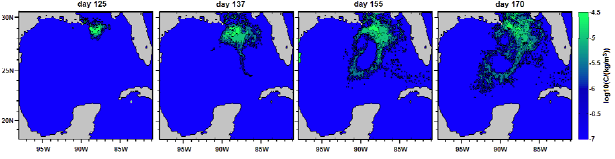 day 125 day 137 day 155 day 170
30N
25N
20N
95W 90W 85W 95W 90W 85W 95W 90W 85W 95W 90W 85W
-4.5
-5
-5.5
-6
-6.5
-7
log10(C/(kg/m³))